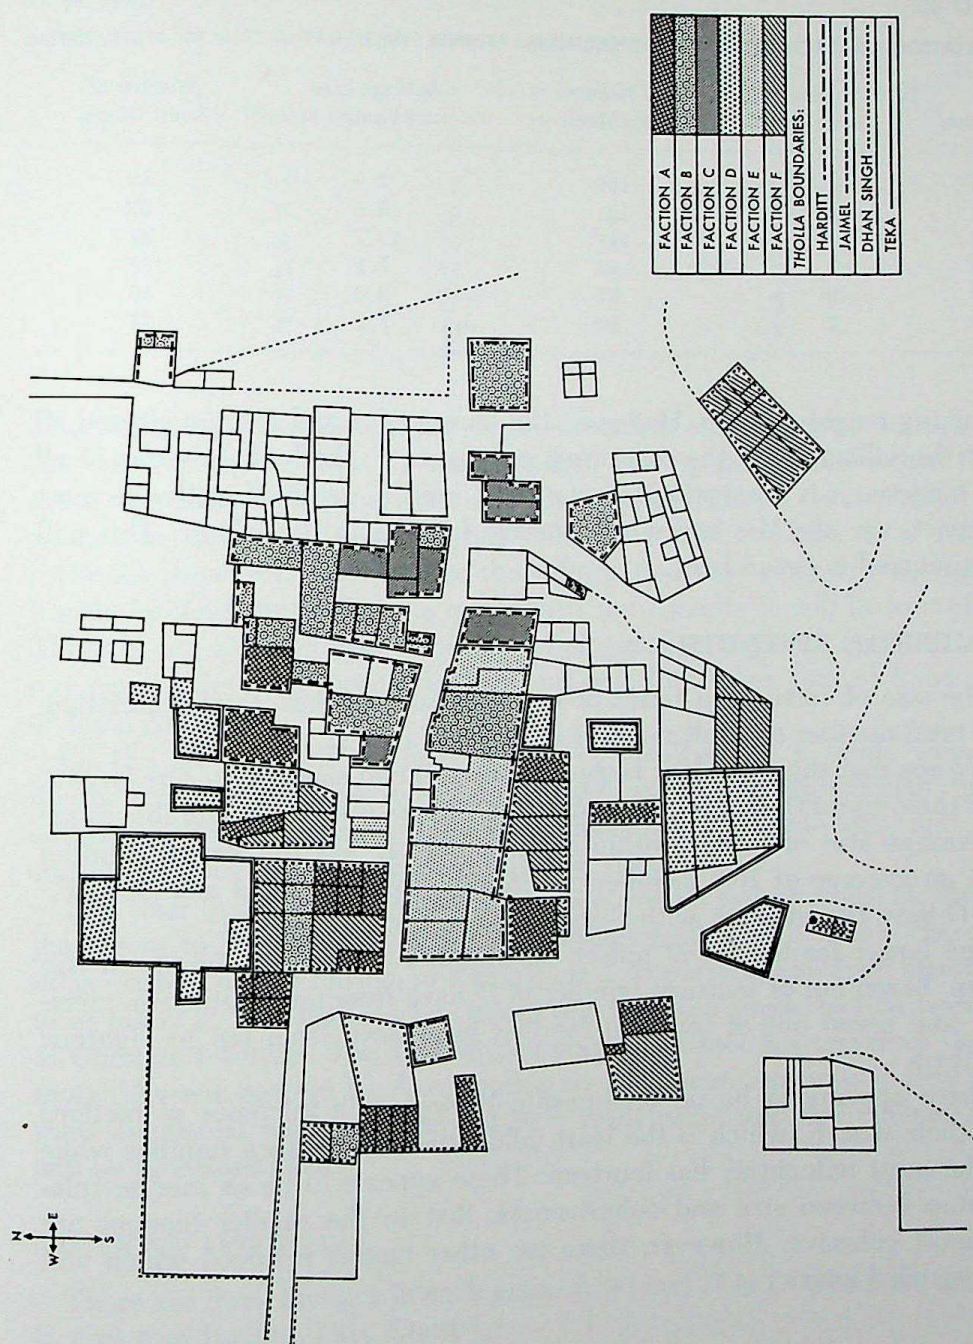 N
W E
S
FACTION A
FACTION B
FACTION C
FACTION D
FACTION E
FACTION F
THOLLA BOUNDARIES:
HARDITT
JAIMEL
DHAN SINGH
TEKA